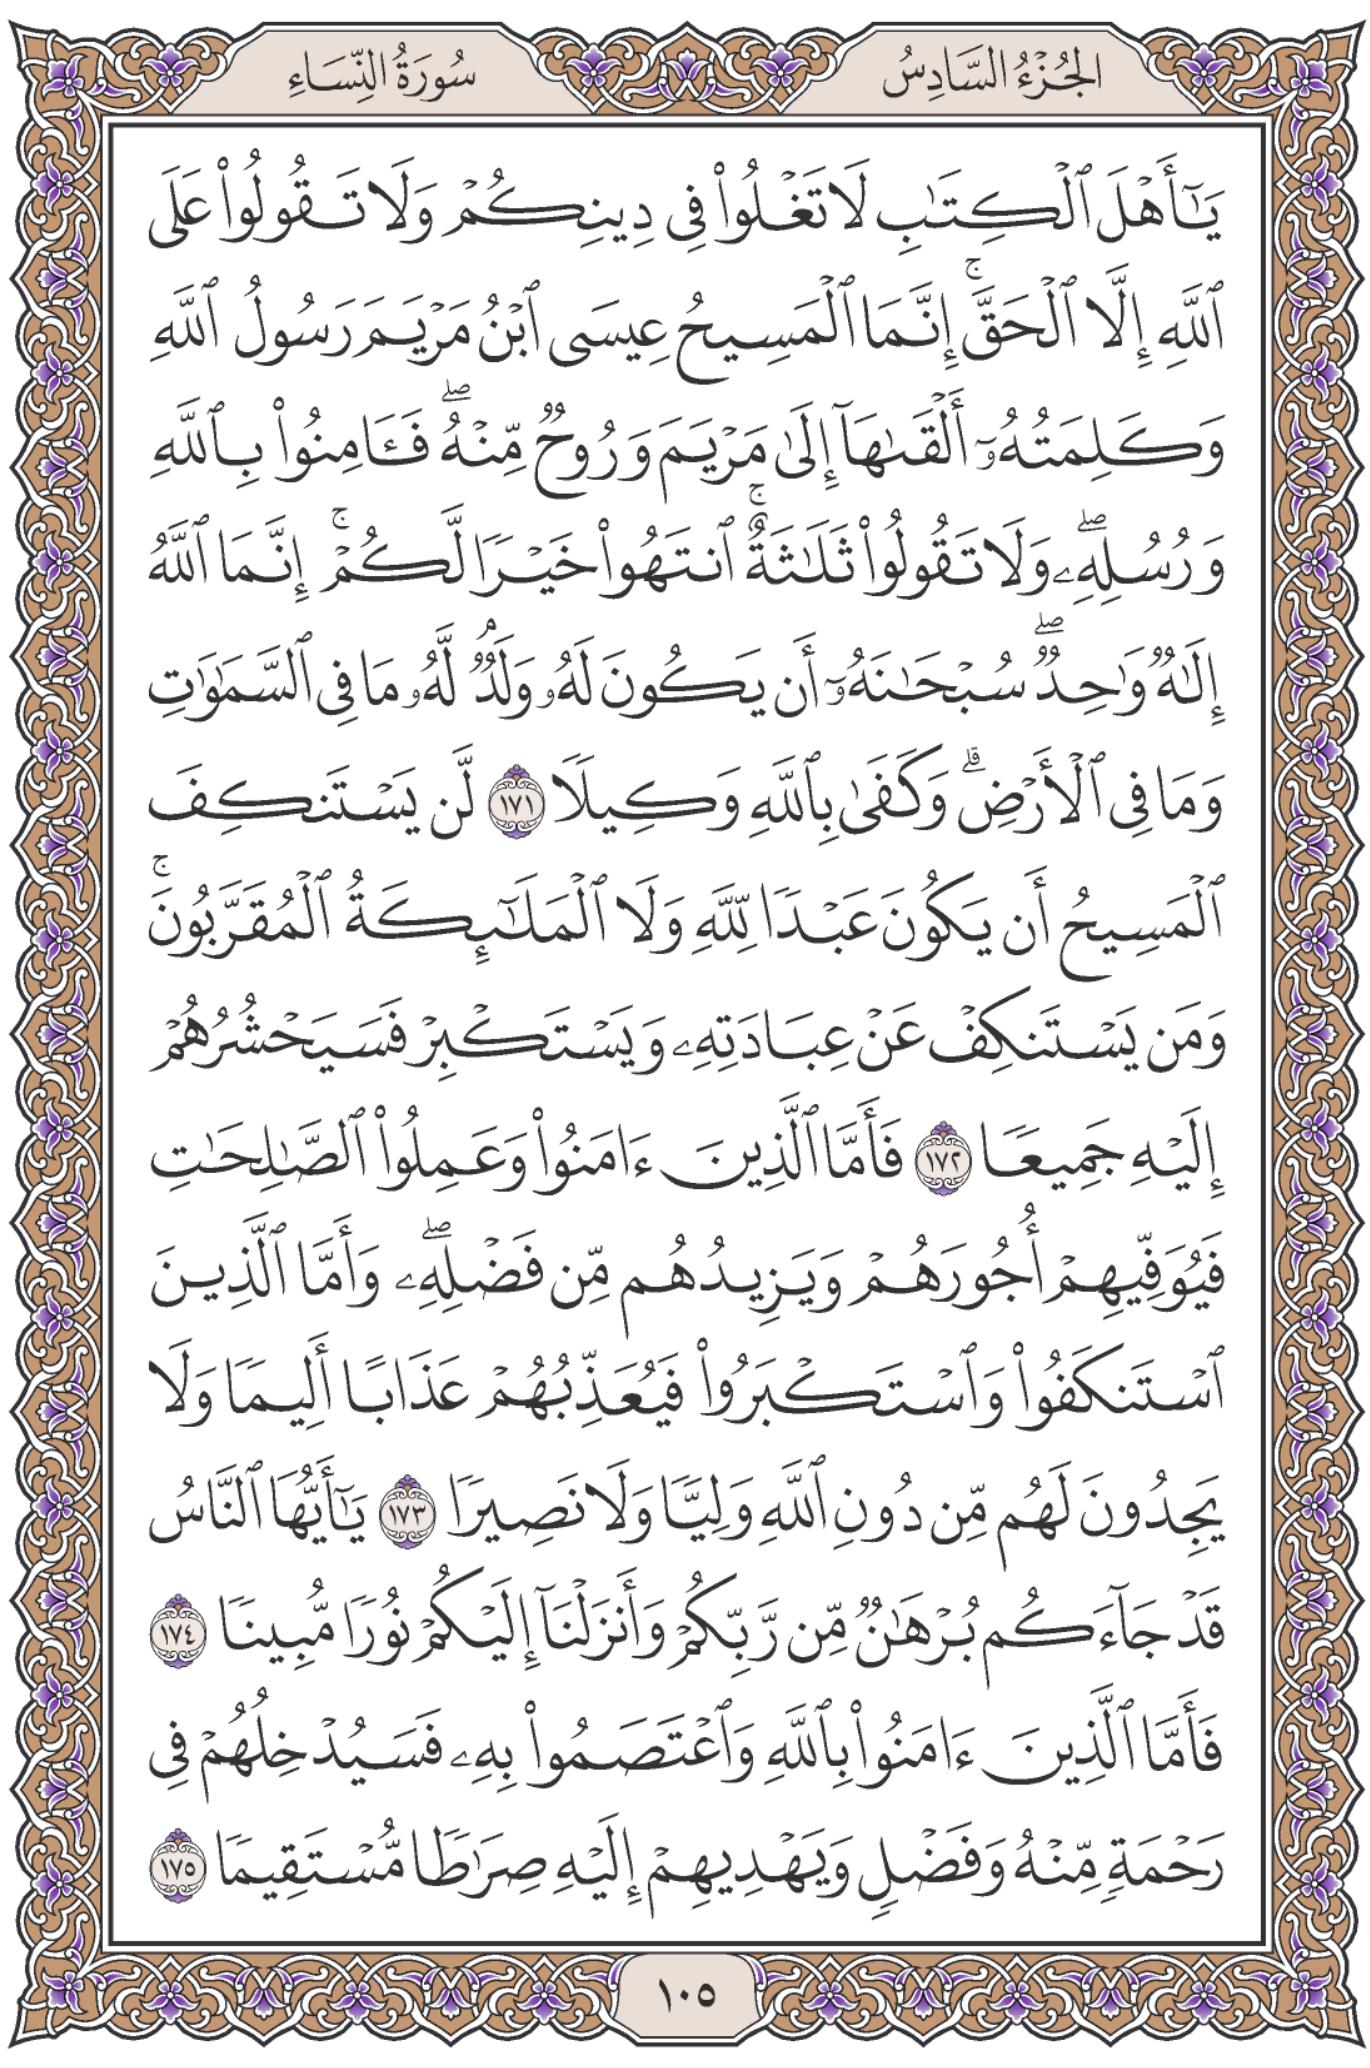 الجُزْءُ السَّادِسُ
سُورَةُ النِّسَاءِ
يَٰٓأَهۡلَ ٱلۡكِتَٰبِ لَا تَغۡلُواْ فِي دِينِكُمۡ وَلَا تَقُولُواْ عَلَى
ٱللَّهِ إِلَّا ٱلۡحَقَّۚ إِنَّمَا ٱلۡمَسِيحُ عِيسَى ٱبۡنُ مَرۡيَمَ رَسُولُ ٱللَّهِ
وَكَلِمَتُهُۥٓ أَلۡقَىٰهَآ إِلَىٰ مَرۡيَمَ وَرُوحٞ مِّنۡهُۖ فَـَٔامِنُواْ بِٱللَّهِ
وَرُسُلِهِۦۖ وَلَا تَقُولُواْ ثَلَٰثَةٌۚ ٱنتَهُواْ خَيۡرٗا لَّكُمۡۚ إِنَّمَا ٱللَّهُ
إِلَٰهٞ وَٰحِدٞۖ سُبۡحَٰنَهُۥٓ أَن يَكُونَ لَهُۥ وَلَدٞۘ لَّهُۥ مَا فِي ٱلسَّمَٰوَٰتِ
وَمَا فِي ٱلۡأَرۡضِۗ وَكَفَىٰ بِٱللَّهِ وَكِيلٗا ١٧١ لَّن يَسۡتَنكِفَ
ٱلۡمَسِيحُ أَن يَكُونَ عَبۡدٗا لِّلَّهِ وَلَا ٱلۡمَلَٰٓئِكَةُ ٱلۡمُقَرَّبُونَۚ
وَمَن يَسۡتَنكِفۡ عَنۡ عِبَادَتِهِۦ وَيَسۡتَكۡبِرۡ فَسَيَحۡشُرُهُمۡ
إِلَيۡهِ جَمِيعٗا ١٧٢ فَأَمَّا ٱلَّذِينَ ءَامَنُواْ وَعَمِلُواْ ٱلصَّٰلِحَٰتِ
فَيُوَفِّيهِمۡ أُجُورَهُمۡ وَيَزِيدُهُم مِّن فَضۡلِهِۦۖ وَأَمَّا ٱلَّذِينَ
ٱسۡتَنكَفُواْ وَٱسۡتَكۡبَرُواْ فَيُعَذِّبُهُمۡ عَذَابًا أَلِيمٗا وَلَا
يَجِدُونَ لَهُم مِّن دُونِ ٱللَّهِ وَلِيّٗا وَلَا نَصِيرٗا ١٧٣ يَٰٓأَيُّهَا ٱلنَّاسُ
قَدۡ جَآءَكُم بُرۡهَٰنٞ مِّن رَّبِّكُمۡ وَأَنزَلۡنَآ إِلَيۡكُمۡ نُورٗا مُّبِينٗا ١٧٤
فَأَمَّا ٱلَّذِينَ ءَامَنُواْ بِٱللَّهِ وَٱعۡتَصَمُواْ بِهِۦ فَسَيُدۡخِلُهُمۡ فِي
رَحۡمَةٖ مِّنۡهُ وَفَضۡلٖ وَيَهۡدِيهِمۡ إِلَيۡهِ صِرَٰطٗا مُّسۡتَقِيمٗا ١٧٥
١٠٥